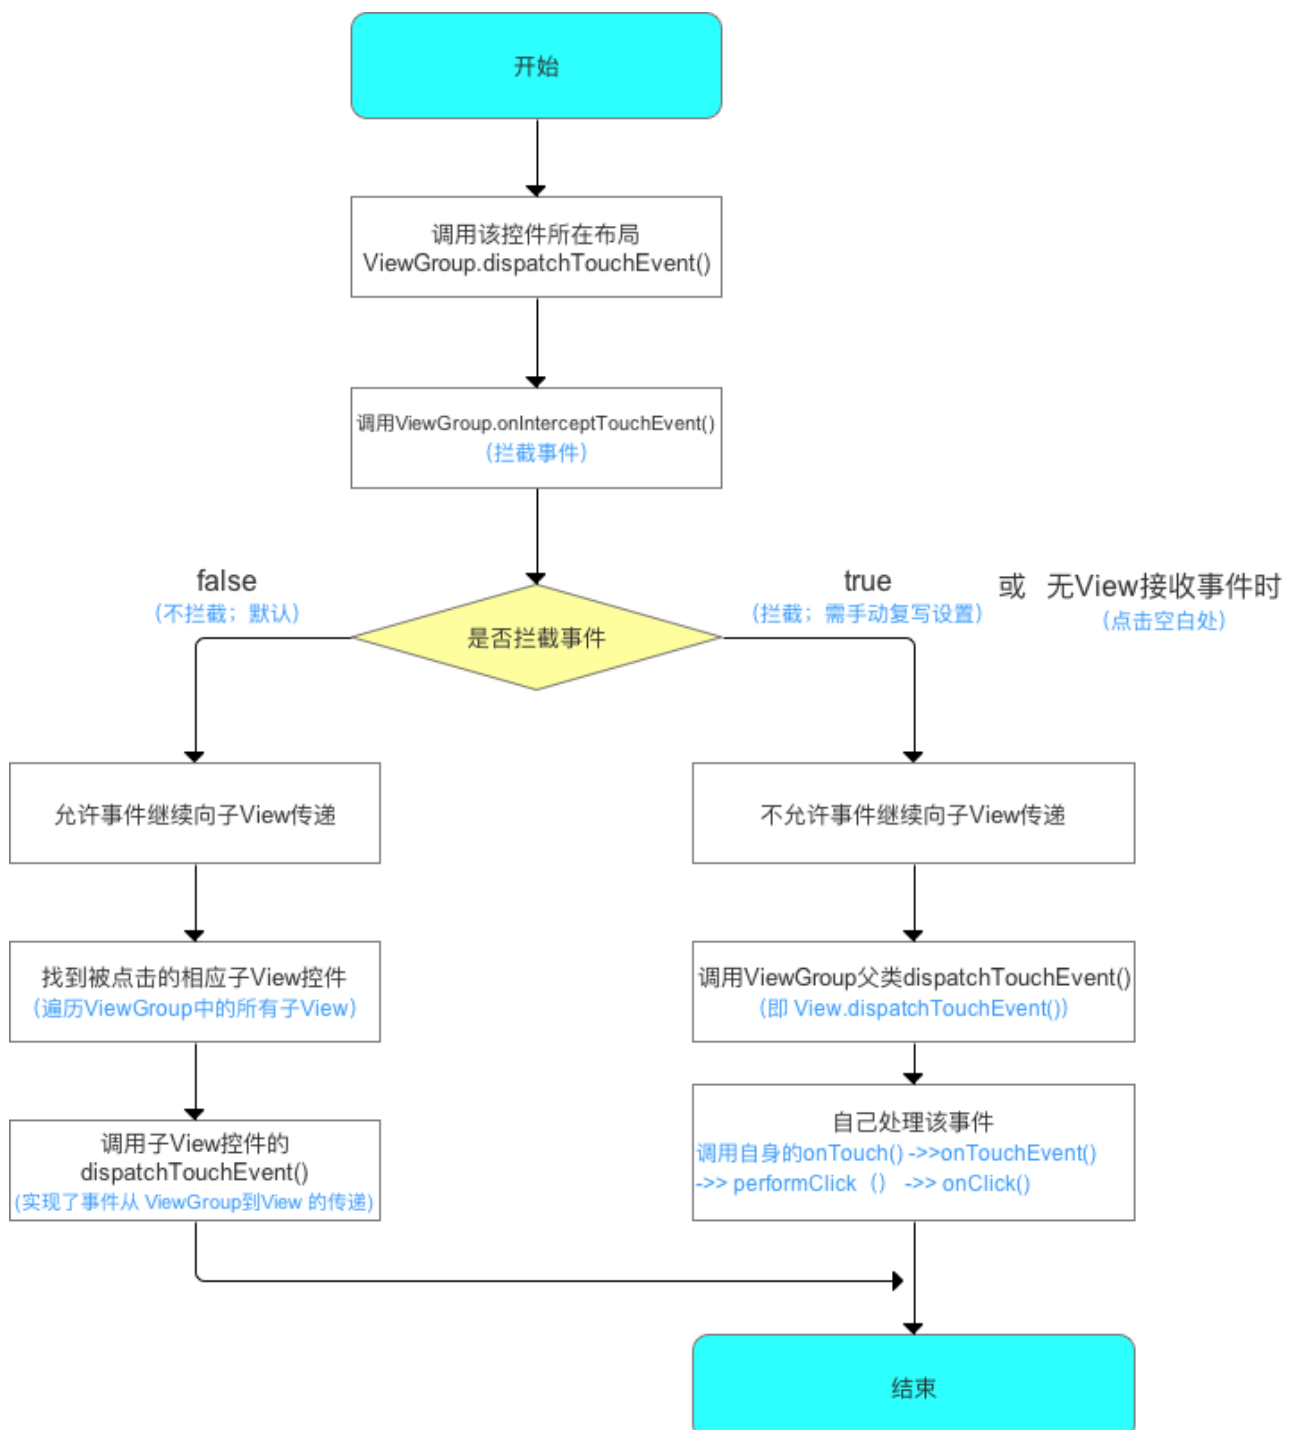 开始
调用该控件所在布局
ViewGroup.dispatchTouchEvent()
调用ViewGroup.onInterceptTouchEvent()
（拦截事件）
false
（不拦截；默认）
true
（拦截；需手动复写设置）
或 无View接收事件时
（点击空白处）
是否拦截事件
允许事件继续向子View传递
不允许事件继续向子View传递
找到被点击的相应子View控件
（遍历ViewGroup中的所有子View）
调用ViewGroup父类dispatchTouchEvent()
（即 View.dispatchTouchEvent()）
调用子View控件的
dispatchTouchEvent()
(实现了事件从 ViewGroup到View 的传递)
自己处理该事件
调用自身的onTouch() ->>onTouchEvent()
->> performClick（） ->> onClick()
结束